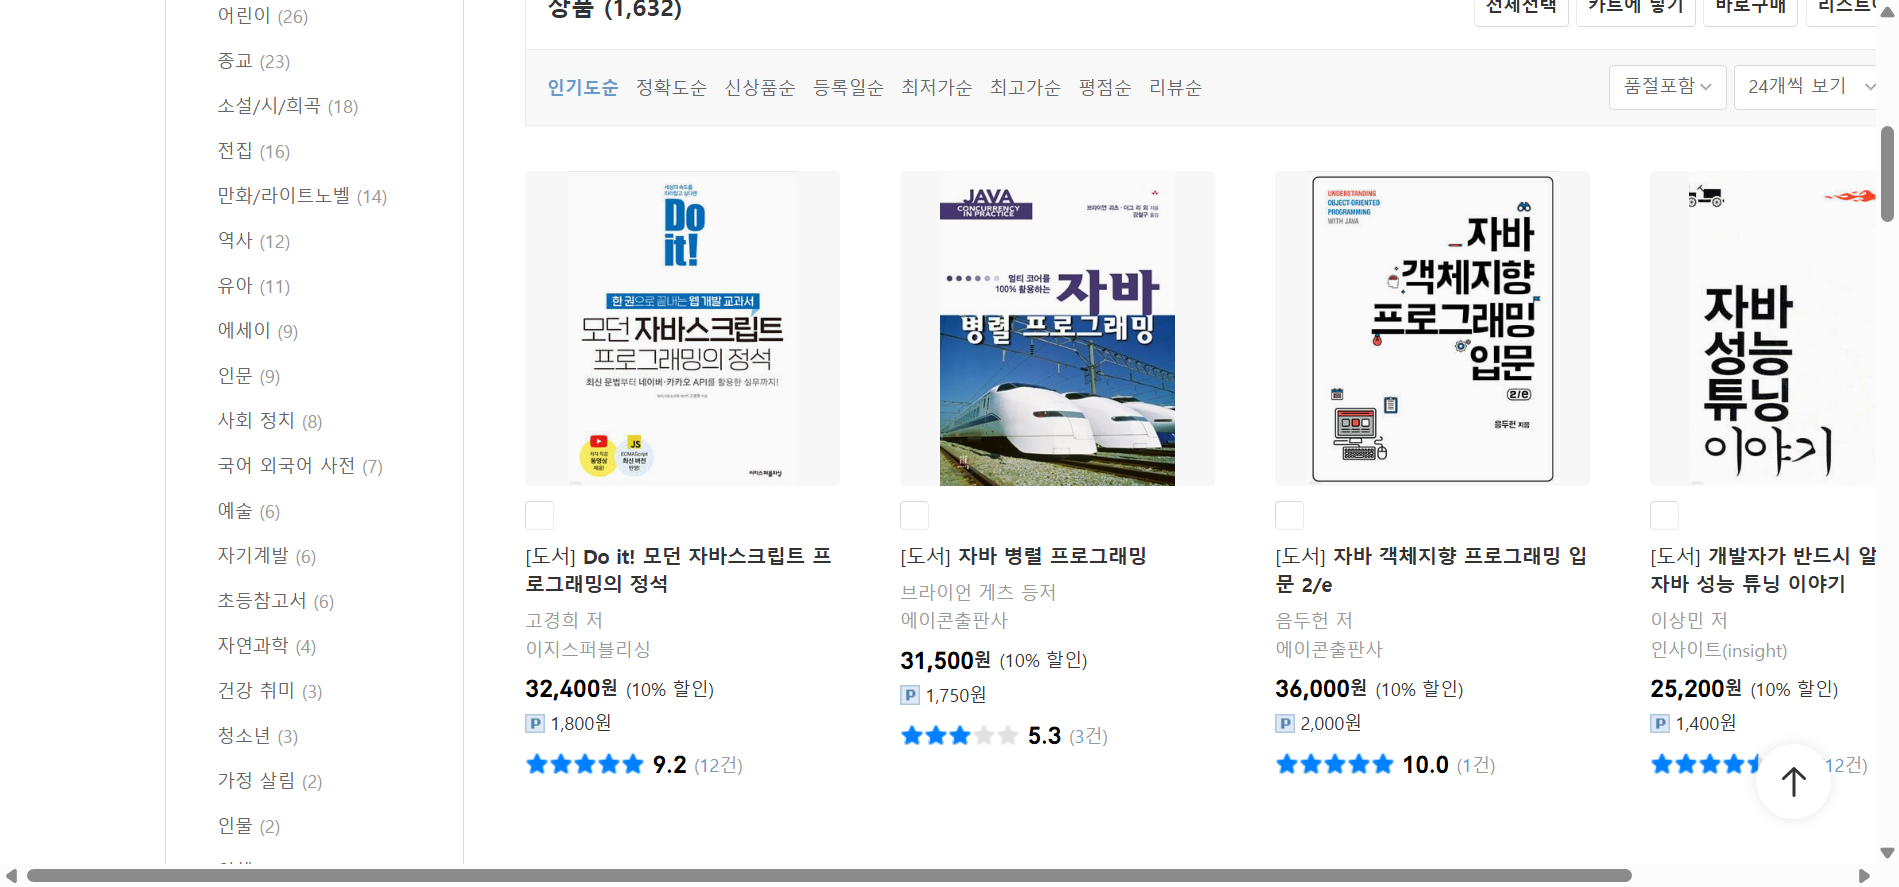 어린이 (26)
종교 (23)
소설/시/희곡 (18)
전집 (16)
만화/라이트노벨 (14)
역사 (12)
유아 (11)
에세이 (9)
인문 (9)
사회 정치 (8)
국어 외국어 사전 (7)
예술 (6)
자기계발 (6)
초등참고서 (6)
자연과학 (4)
건강 취미 (3)
청소년 (3)
가정 살림 (2)
인물 (2)
상품 (1,632)
전체선택
카트에 넣기
바로구매
인기도순 정확도순 신상품순 등록일순 최저가순 최고가순 평점순 리뷰순
품절포함
24개씩 보기
Do
it!
한 권으로 끝내는 웹 개발 교과서
모던 자바스크립트
프로그래밍의 정석
최신 문법부터 네이버·카카오 API를 활용한 실무까지!
JS
이지스퍼블리싱
[도서] Do it! 모던 자바스크립트 프
로그래밍의 정석
고경희 저
이지스퍼블리싱
32,400원 (10% 할인)
P 1,800원
9.2 (12건)
JAVA
CONCURRENCY
IN PRACTICE
멀티 코어를
100% 활용하는
자바
병렬 프로그래밍
[도서] 자바 병렬 프로그래밍
브라이언 게츠 등저
에이콘출판사
31,500원 (10% 할인)
P 1,750원
5.3 (3건)
UNDERSTANDING
OBJECT-ORIENTED
PROGRAMMING
WITH JAVA
자바
객체지향
프로그래밍
입문
2/e
음두헌 지음
[도서] 자바 객체지향 프로그래밍 입
문 2/e
음두헌 저
에이콘출판사
36,000원 (10% 할인)
P 2,000원
10.0 (1건)
자바
성능
튜닝
이야기
[도서] 개발자가 반드시 알
자바 성능 튜닝 이야기
이상민 저
인사이트(insight)
25,200원 (10% 할인)
P 1,400원
12건)